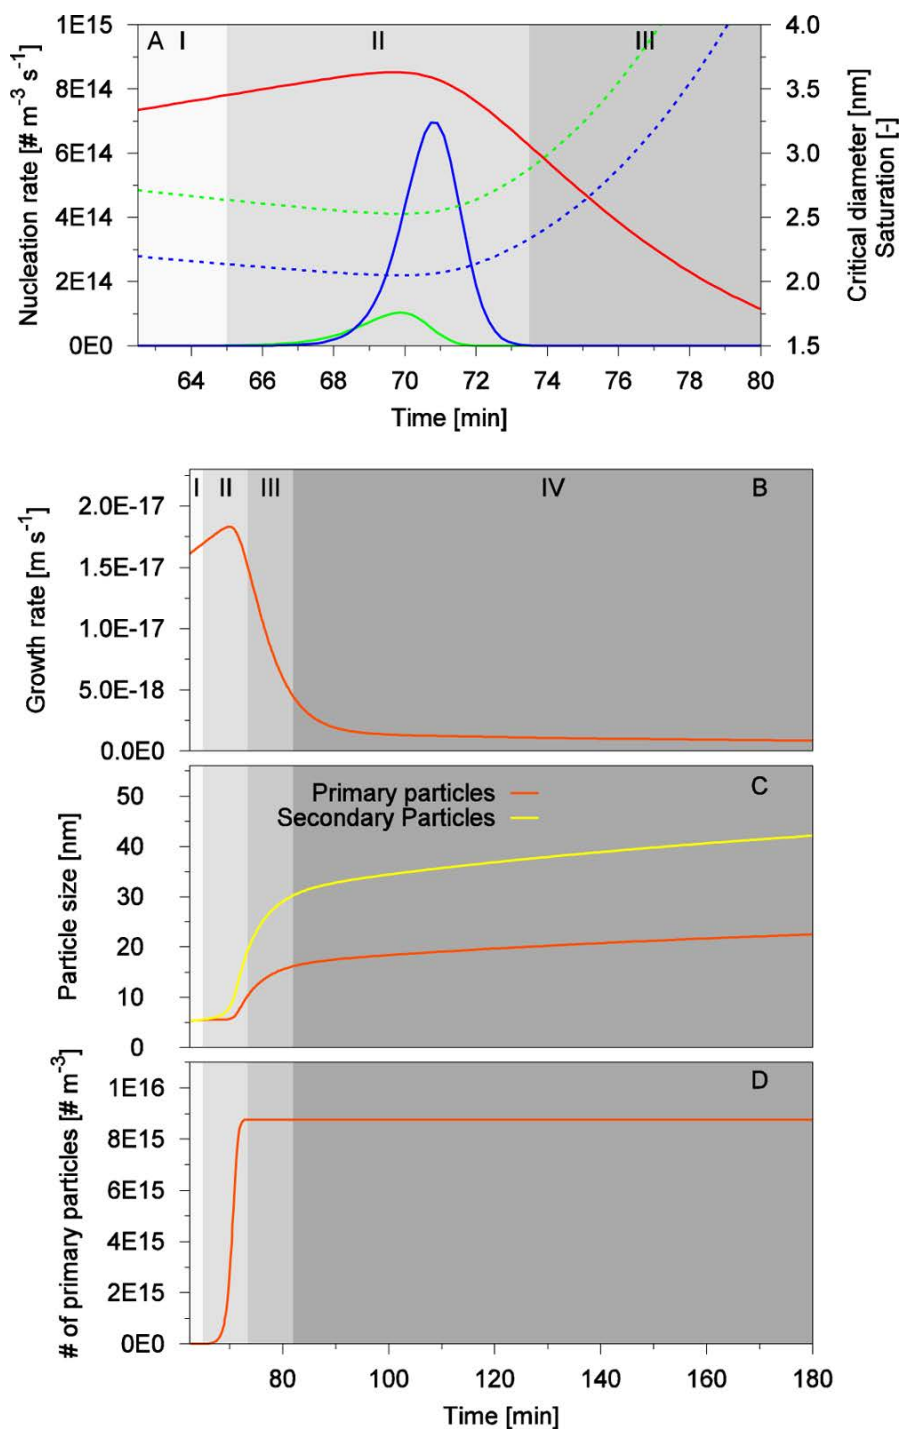 A I II III
Nucleation rate [# m-3 s-1]
1E15
8E14
6E14
4E14
2E14
0E0
4.0
3.5
3.0
2.5
2.0
1.5
Critical diameter [nm]
Saturation [-]
64 66 68 70 72 74 76 78 80
Time [min]
I II III IV B
Growth rate [m s-1]
2.0E-17
1.5E-17
1.0E-17
5.0E-18
0.0E0
C
Primary particles
Secondary Particles
Particle size [nm]
50
40
30
20
10
0
D
# of primary particles [# m-3]
1E16
8E15
6E15
4E15
2E15
0E0
80 100 120 140 160 180
Time [min]